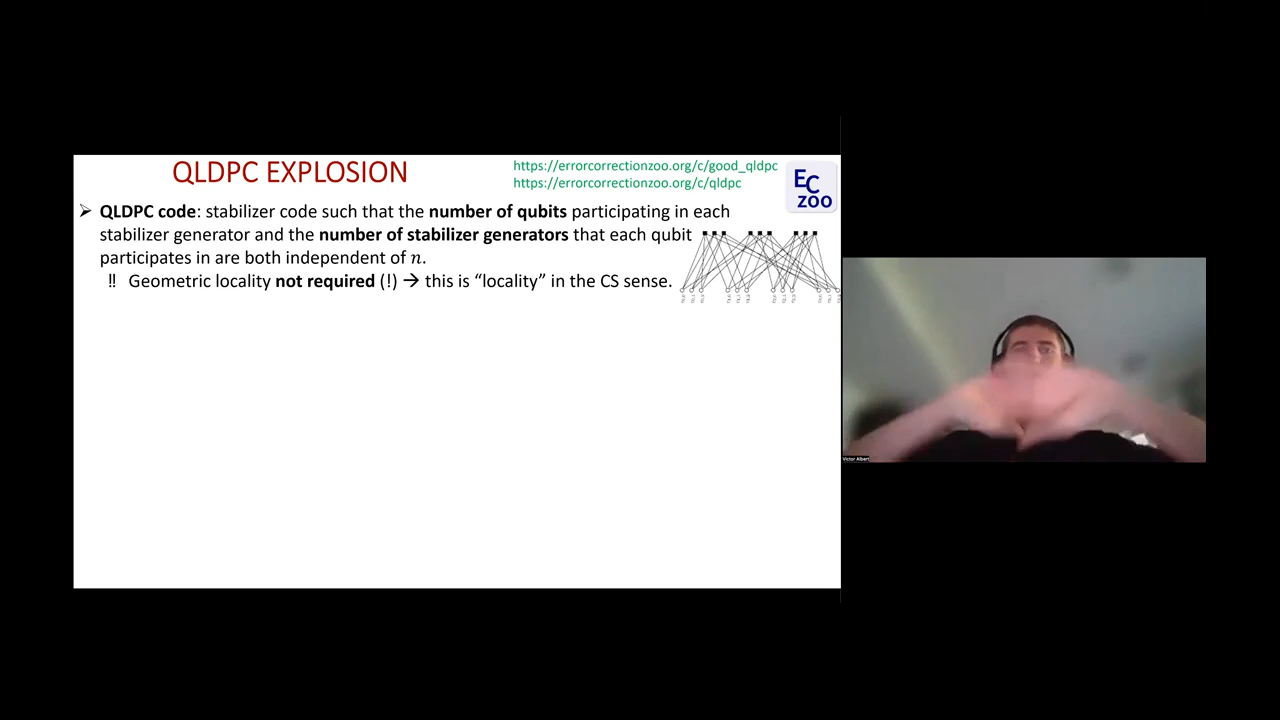 QLDPC EXPLOSION
https://errorcorrectionzoo.org/c/good_qldpc
https://errorcorrectionzoo.org/c/qldpc
EC
zoo
➢ QLDPC code: stabilizer code such that the number of qubits participating in each
stabilizer generator and the number of stabilizer generators that each qubit
participates in are both independent of n.
‼ Geometric locality not required (!) → this is “locality” in the CS sense.
Victor Albert